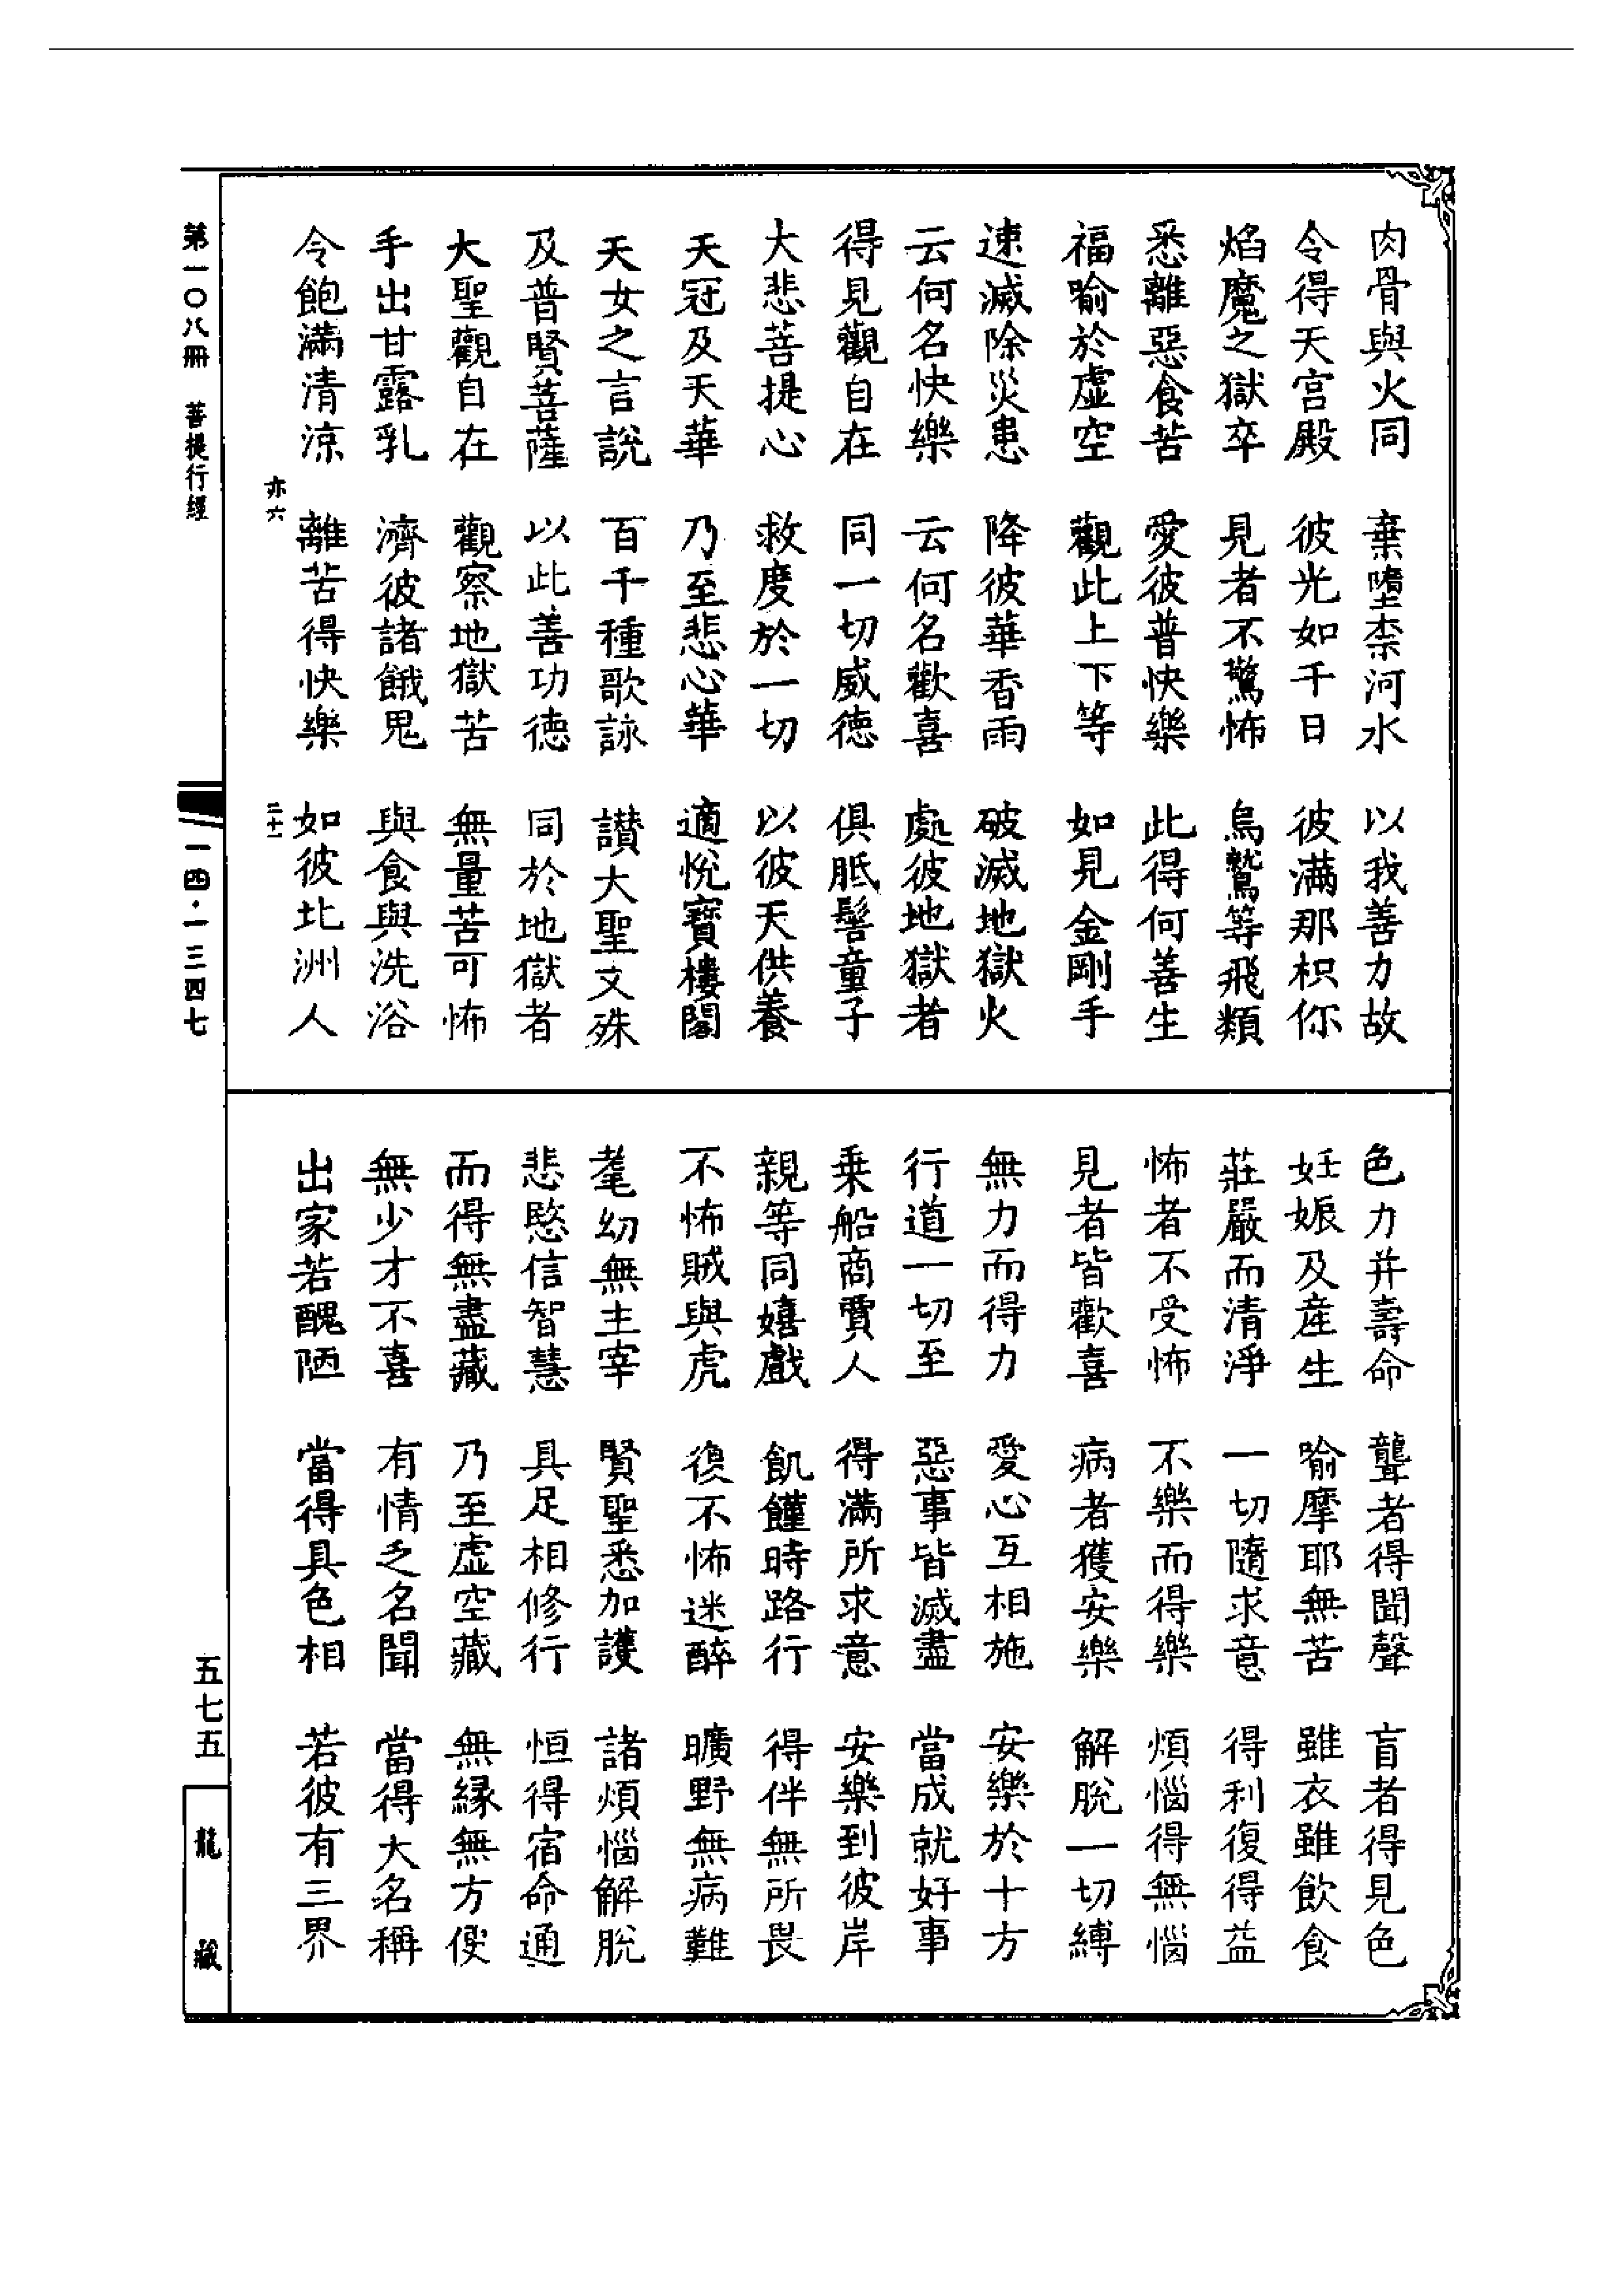 肉骨與火同　棄墮柰河水　以我善力故
令得天宫殿　彼光如千日　彼滿那枳你
焰魔之獄卒　見者不驚怖　烏鷲等飛類
悉離惡食苦　愛彼普快樂　此得何善生
福喻於虚空　觀此上下等　如見金剛手
速滅除災患　降彼華香雨　破滅地獄火
云何名快樂　云何名歡喜　處彼地獄者
得見觀自在　同一切威德　俱胝髻童子
大悲菩提心　救度於一切　以彼天供養
天冠及天華　乃至悲心華　適悅寶樓閣
天女之言說　百千種歌詠　讚大聖文殊
及普賢菩薩　以此善功德　同於地獄者
大聖觀自在　觀察地獄苦　無量苦可怖
手出甘露乳　濟彼諸餓鬼　與食與洗浴
令飽滿清涼　離苦得快樂　如彼北洲人
亦六　三十二
色力并壽命　聾者得聞聲　盲者得見色
妊娠及產生　喻摩耶無苦　雖衣雖飲食
莊嚴而清淨　一切隨求意　得利復得益
怖者不受怖　不樂而得樂　煩惱得無惱
見者皆歡喜　病者獲安樂　解脫一切縛
無力而得力　愛心互相施　安樂於十方
行道一切至　惡事皆滅盡　當成就好事
乗船商賈人　得滿所求意　安樂到彼岸
親等同嬉戲　飢饉時路行　得伴無所畏
不怖賊與虎　復不怖迷醉　曠野無病難
耄幼無主宰　賢聖悉加護　諸煩惱解脫
悲愍信智慧　具足相修行　恒得宿命通
而得無盡藏　乃至虚空藏　無緣無方便
無少才不喜　有情乏名聞　當得大名稱
出家若醜陋　當得具色相　若彼有三界
第一〇八冊　菩提行經　一四·一三四七　五七五　龍藏